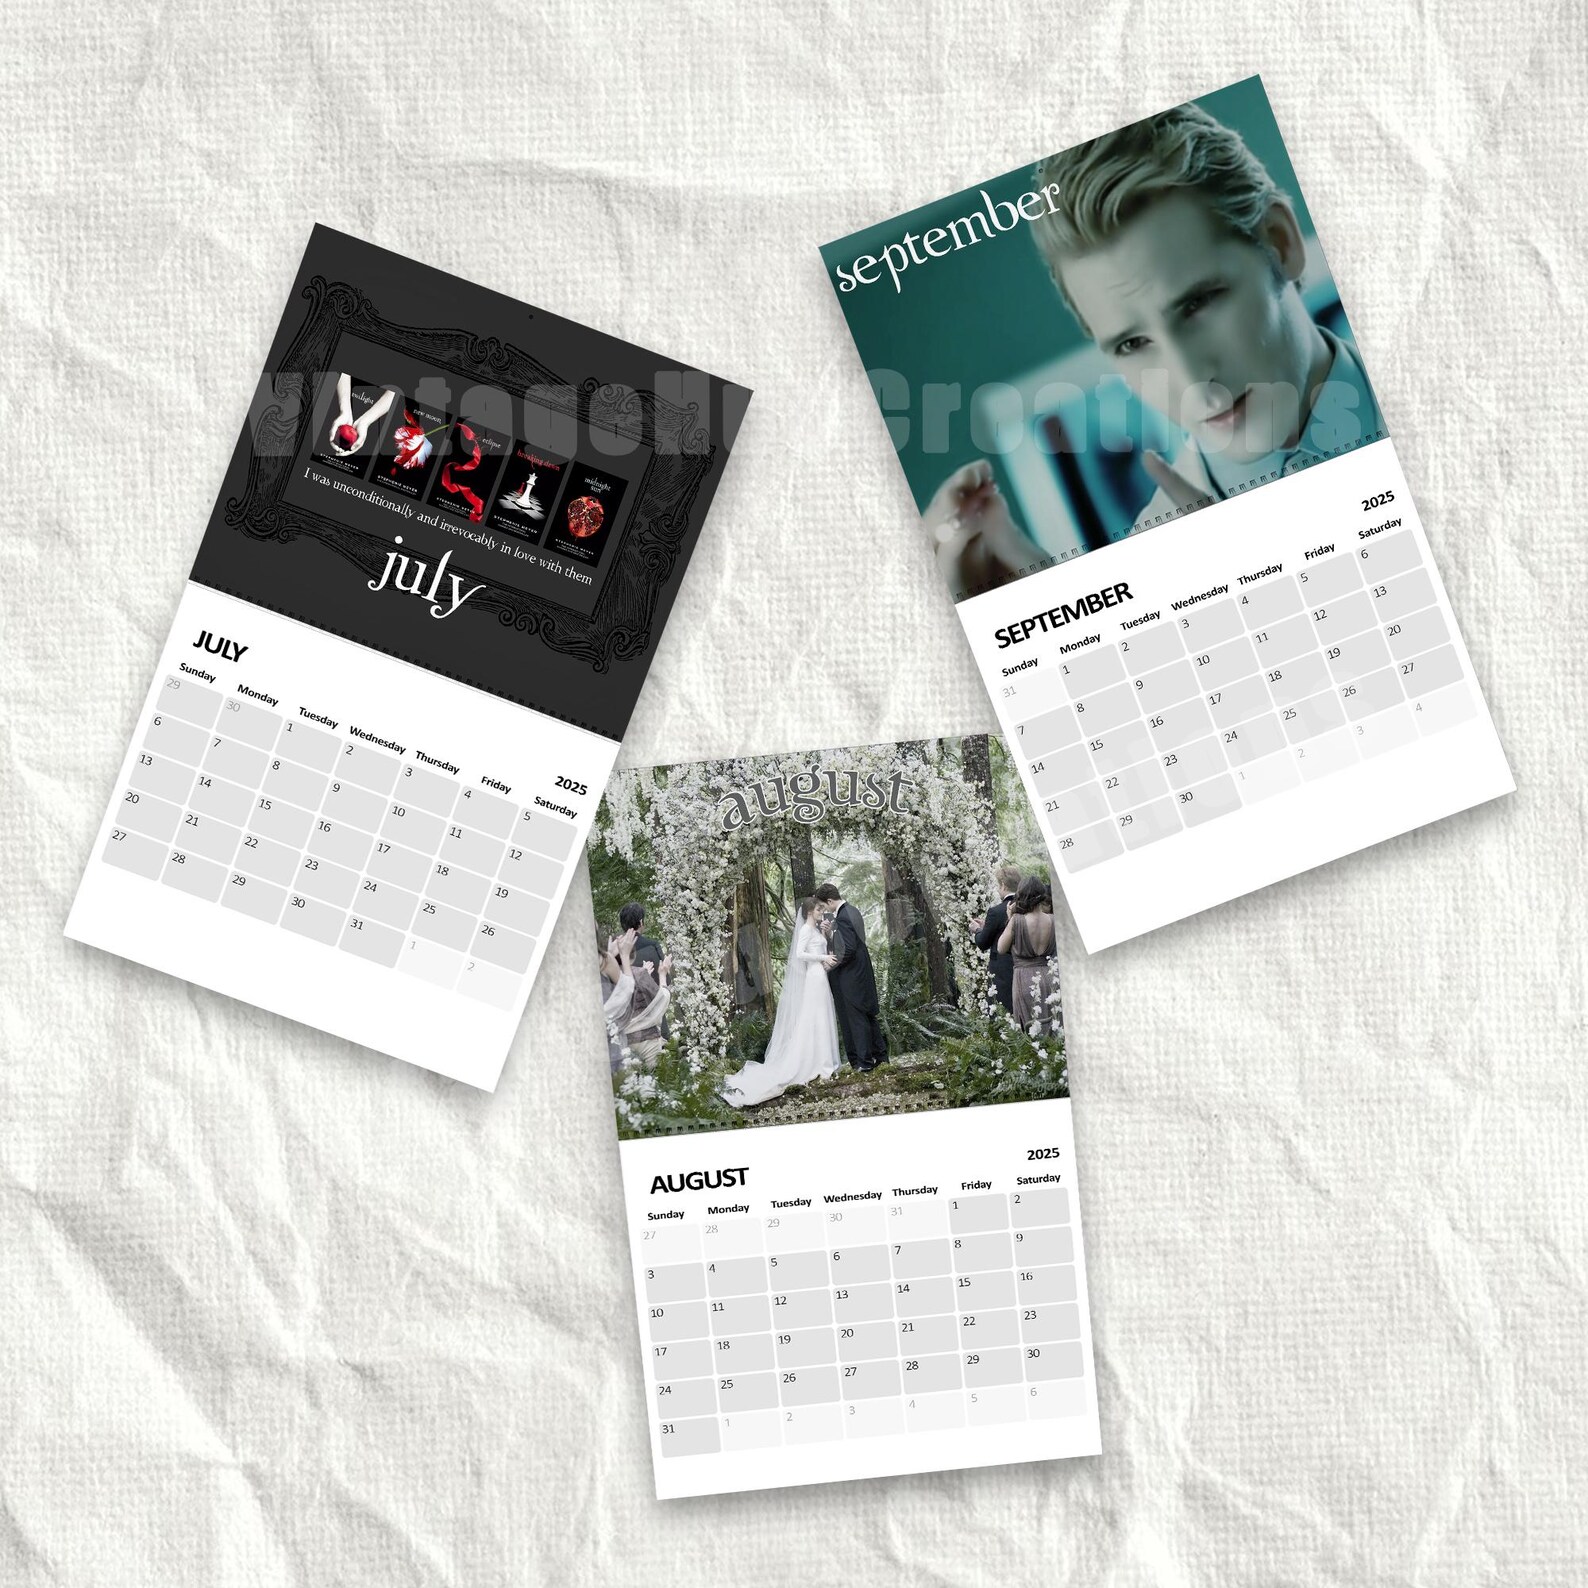 twilight
STEPHENIE MEYER
new moon
STEPHENIE MEYER
eclipse
STEPHENIE MEYER
breaking dawn
STEPHENIE MEYER
midnight
sun
STEPHENIE MEYER
I was unconditionally and irrevocably in love with them
july
JULY
2025
Sunday Monday Tuesday Wednesday Thursday Friday Saturday
29 30 1 2 3 4 5
6 7 8 9 10 11 12
13 14 15 16 17 18 19
20 21 22 23 24 25 26
27 28 29 30 31 1 2
september
Creations
SEPTEMBER
2025
Sunday Monday Tuesday Wednesday Thursday Friday Saturday
31 1 2 3 4 5 6
7 8 9 10 11 12 13
14 15 16 17 18 19 20
21 22 23 24 25 26 27
28 29 30 1 2 3 4
august
AUGUST
2025
Sunday Monday Tuesday Wednesday Thursday Friday Saturday
27 28 29 30 31 1 2
3 4 5 6 7 8 9
10 11 12 13 14 15 16
17 18 19 20 21 22 23
24 25 26 27 28 29 30
31 1 2 3 4 5 6